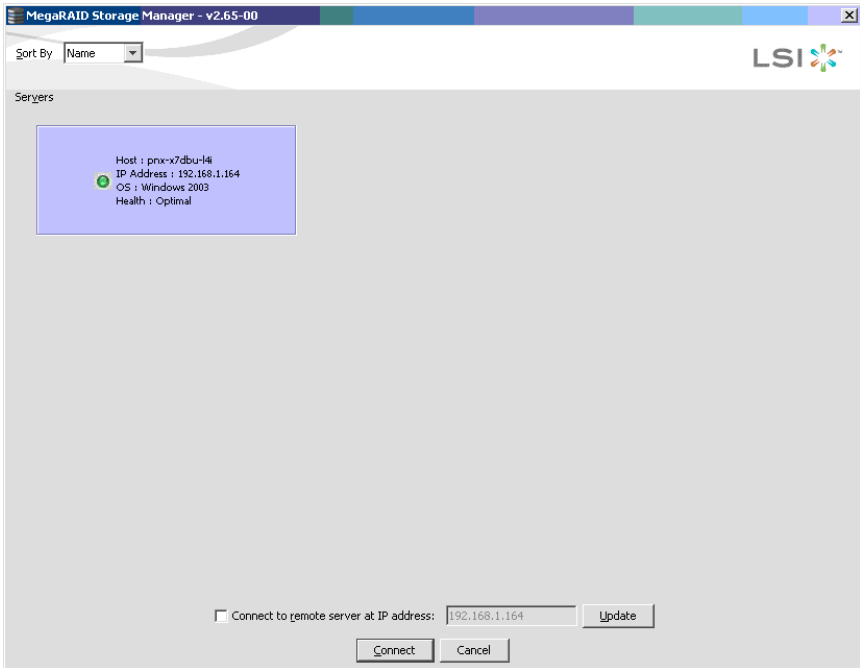 MegaRAID Storage Manager - v2.65-00
Sort By Name
LSI
Servers
Host : pnx-x7dbu-l4i
IP Address : 192.168.1.164
OS : Windows 2003
Health : Optimal
Connect to remote server at IP address: 192.168.1.164 Update
Connect Cancel